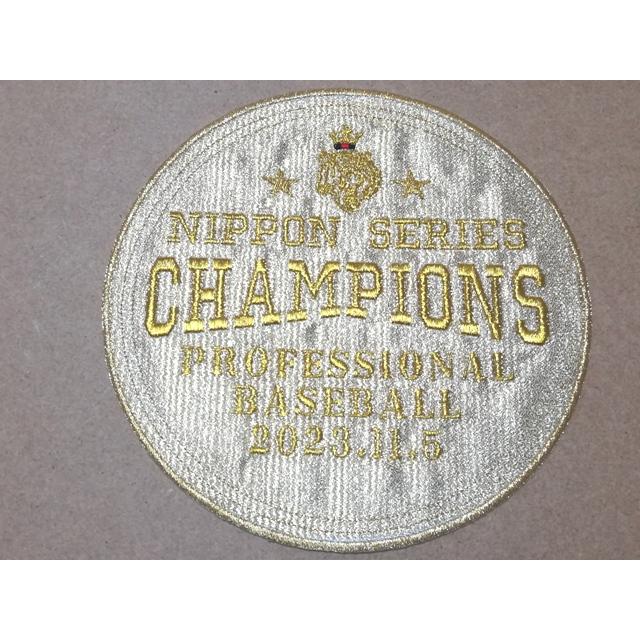 NIPPON SERIES
CHAMPIONS
PROFESSIONAL
BASEBALL
2023.11.5